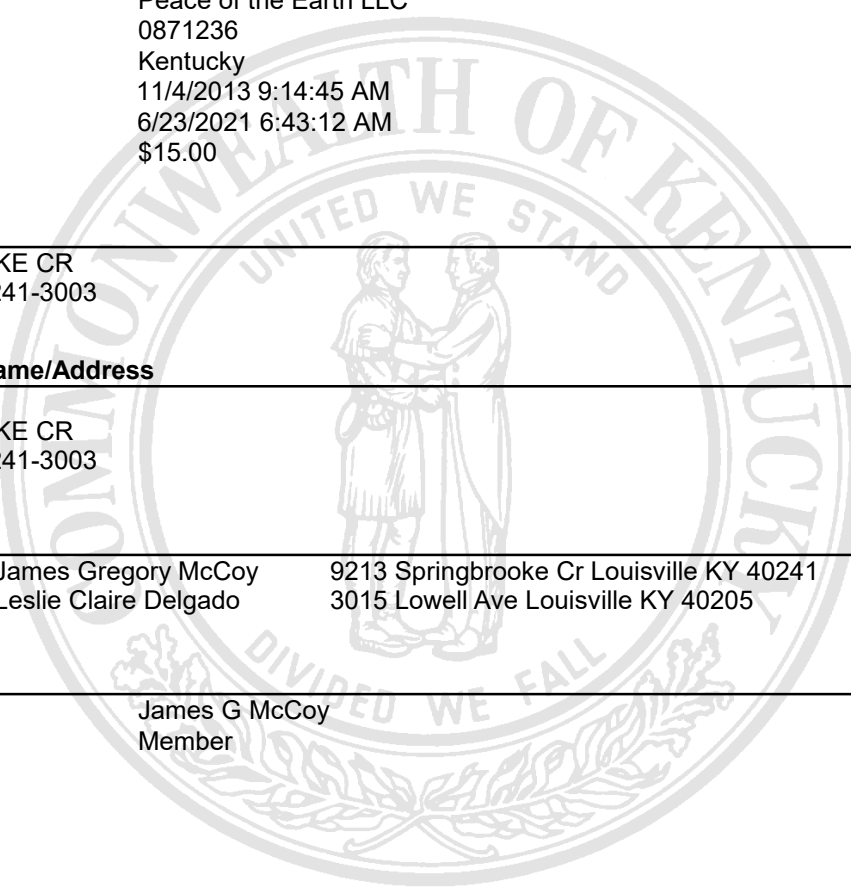 Peace of the Earth LLC
0871236
Kentucky
11/4/2013 9:14:45 AM
6/23/2021 6:43:12 AM
$15.00
COMMONWEALTH OF KENTUCKY
UNITED WE STAND
KE CR
241-3003
ame/Address
KE CR
241-3003
James Gregory McCoy 9213 Springbrooke Cr Louisville KY 40241
Leslie Claire Delgado 3015 Lowell Ave Louisville KY 40205
DIVIDED WE FALL
James G McCoy
Member